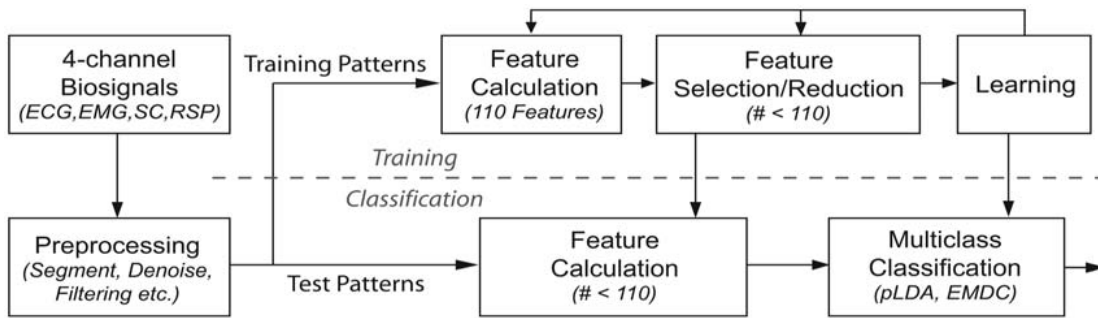 4-channel
Biosignals
(ECG,EMG,SC,RSP)
Training Patterns
Feature
Calculation
(110 Features)
Feature
Selection/Reduction
(# < 110)
Learning
Training
Classification
Preprocessing
(Segment, Denoise,
Filtering etc.)
Test Patterns
Feature
Calculation
(# < 110)
Multiclass
Classification
(pLDA, EMDC)